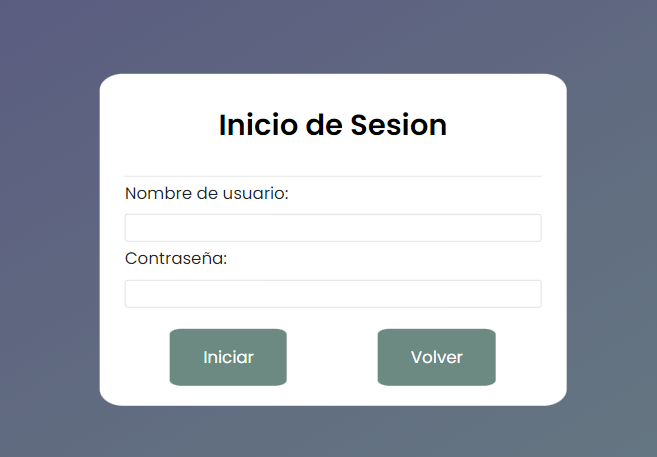 Inicio de Sesion
Nombre de usuario:
Contraseña:
Iniciar
Volver